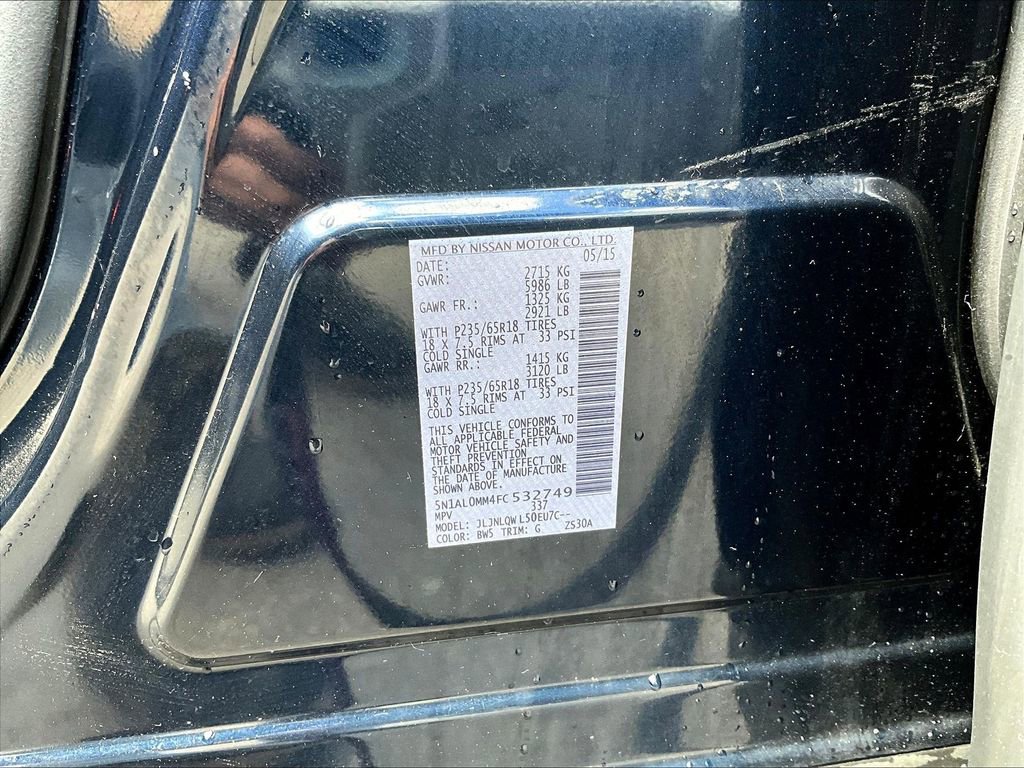 MFD BY NISSAN MOTOR CO., LTD.
DATE: 05/15
GVWR: 2715 KG
5986 LB
GAWR FR.: 1325 KG
2921 LB
WITH P235/65R18 TIRES
18 X 7.5 RIMS AT 33 PSI
COLD SINGLE
GAWR RR.: 1415 KG
3120 LB
WITH P235/65R18 TIRES
18 X 7.5 RIMS AT 33 PSI
COLD SINGLE
THIS VEHICLE CONFORMS TO
ALL APPLICABLE FEDERAL
MOTOR VEHICLE SAFETY AND
THEFT PREVENTION
STANDARDS IN EFFECT ON
THE DATE OF MANUFACTURE
SHOWN ABOVE.
5N1AL0MM4FC 532749
MPV 337
MODEL: JLJNLQW L50EU7C--
COLOR: BW5 TRIM: G ZS30A